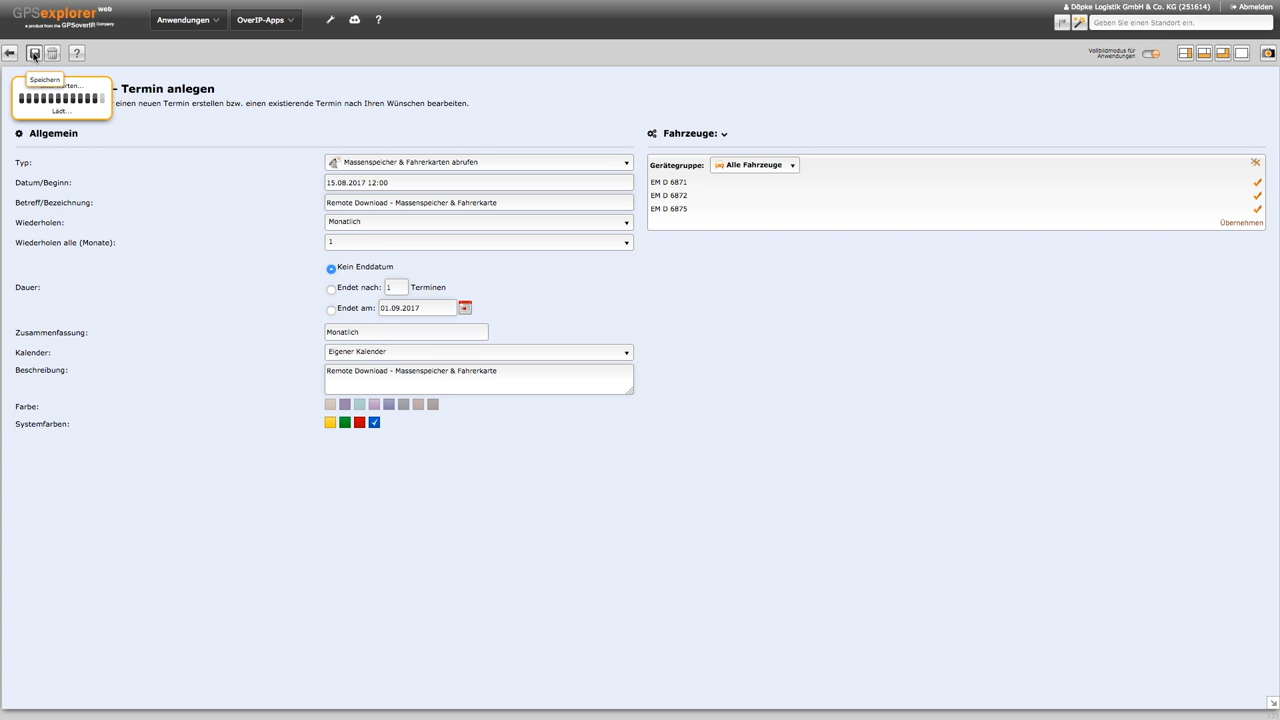 GPSexplorer web
a product from the GPSoverIP Company
Anwendungen
OverIP-Apps
?
Döpke Logistik GmbH & Co. KG (251614)
Abmelden
Geben Sie einen Standort ein.
?
Vollbildmodus für
Anwendungen
Speichern
Lädt...
- Termin anlegen
einen neuen Termin erstellen bzw. einen existierende Termin nach Ihren Wünschen bearbeiten.
Allgemein
Typ: Massenspeicher & Fahrerkarten abrufen
Datum/Beginn: 15.08.2017 12:00
Betreff/Bezeichnung: Remote Download - Massenspeicher & Fahrerkarte
Wiederholen: Monatlich
Wiederholen alle (Monate): 1
Kein Enddatum
Dauer: Endet nach: 1 Terminen
Endet am: 01.09.2017
Zusammenfassung: Monatlich
Kalender: Eigener Kalender
Beschreibung: Remote Download - Massenspeicher & Fahrerkarte
Farbe:
Systemfarben:
Fahrzeuge:
Gerätegruppe: Alle Fahrzeuge
EM D 6871
EM D 6872
EM D 6875
Übernehmen